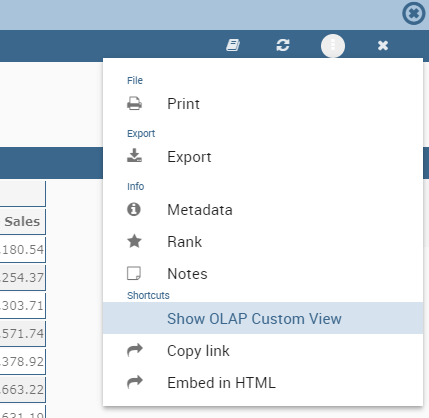 File
Print
Export
Export
Info
Metadata
Rank
Notes
Shortcuts
Show OLAP Custom View
Copy link
Embed in HTML
Sales
.180.54
.254.37
.303.71
.571.74
.378.92
.663.22